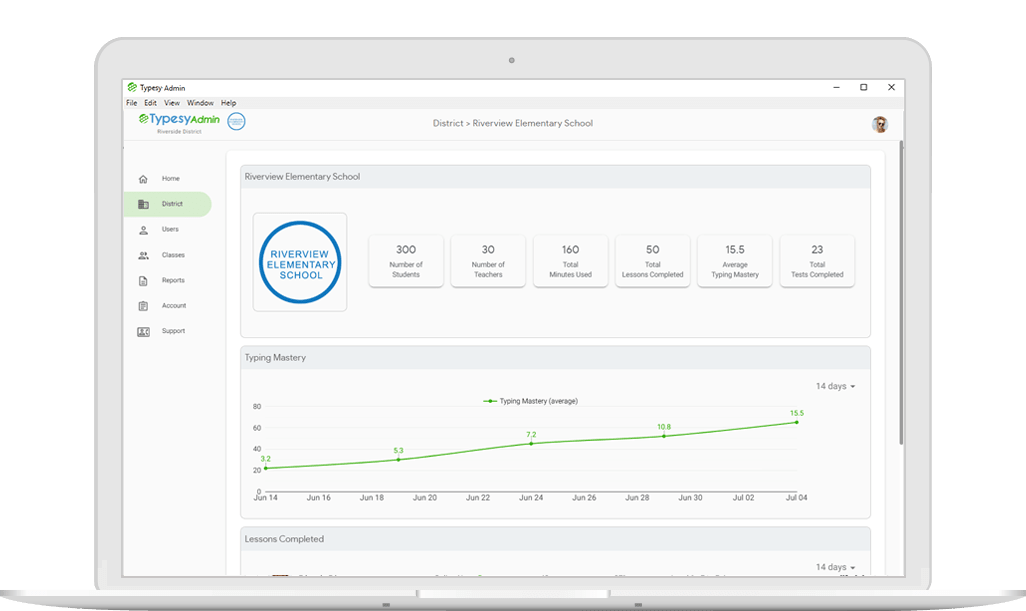 Typesy Admin
File Edit View Window Help
TypesyAdmin
Riverside District
District > Riverview Elementary School
Home
District
Users
Classes
Reports
Account
Support
Riverview Elementary School
RIVERVIEW
ELEMENTARY
SCHOOL
300
Number of
Students
30
Number of
Teachers
160
Total
Minutes Used
50
Total
Lessons Completed
15.5
Average
Typing Mastery
23
Total
Tests Completed
Typing Mastery
14 days
Typing Mastery (average)
80
60
40
20
0
3.2
5.3
7.2
10.8
15.5
Jun 14 Jun 16 Jun 18 Jun 20 Jun 22 Jun 24 Jun 26 Jun 28 Jun 30 Jul 02 Jul 04
Lessons Completed
14 days